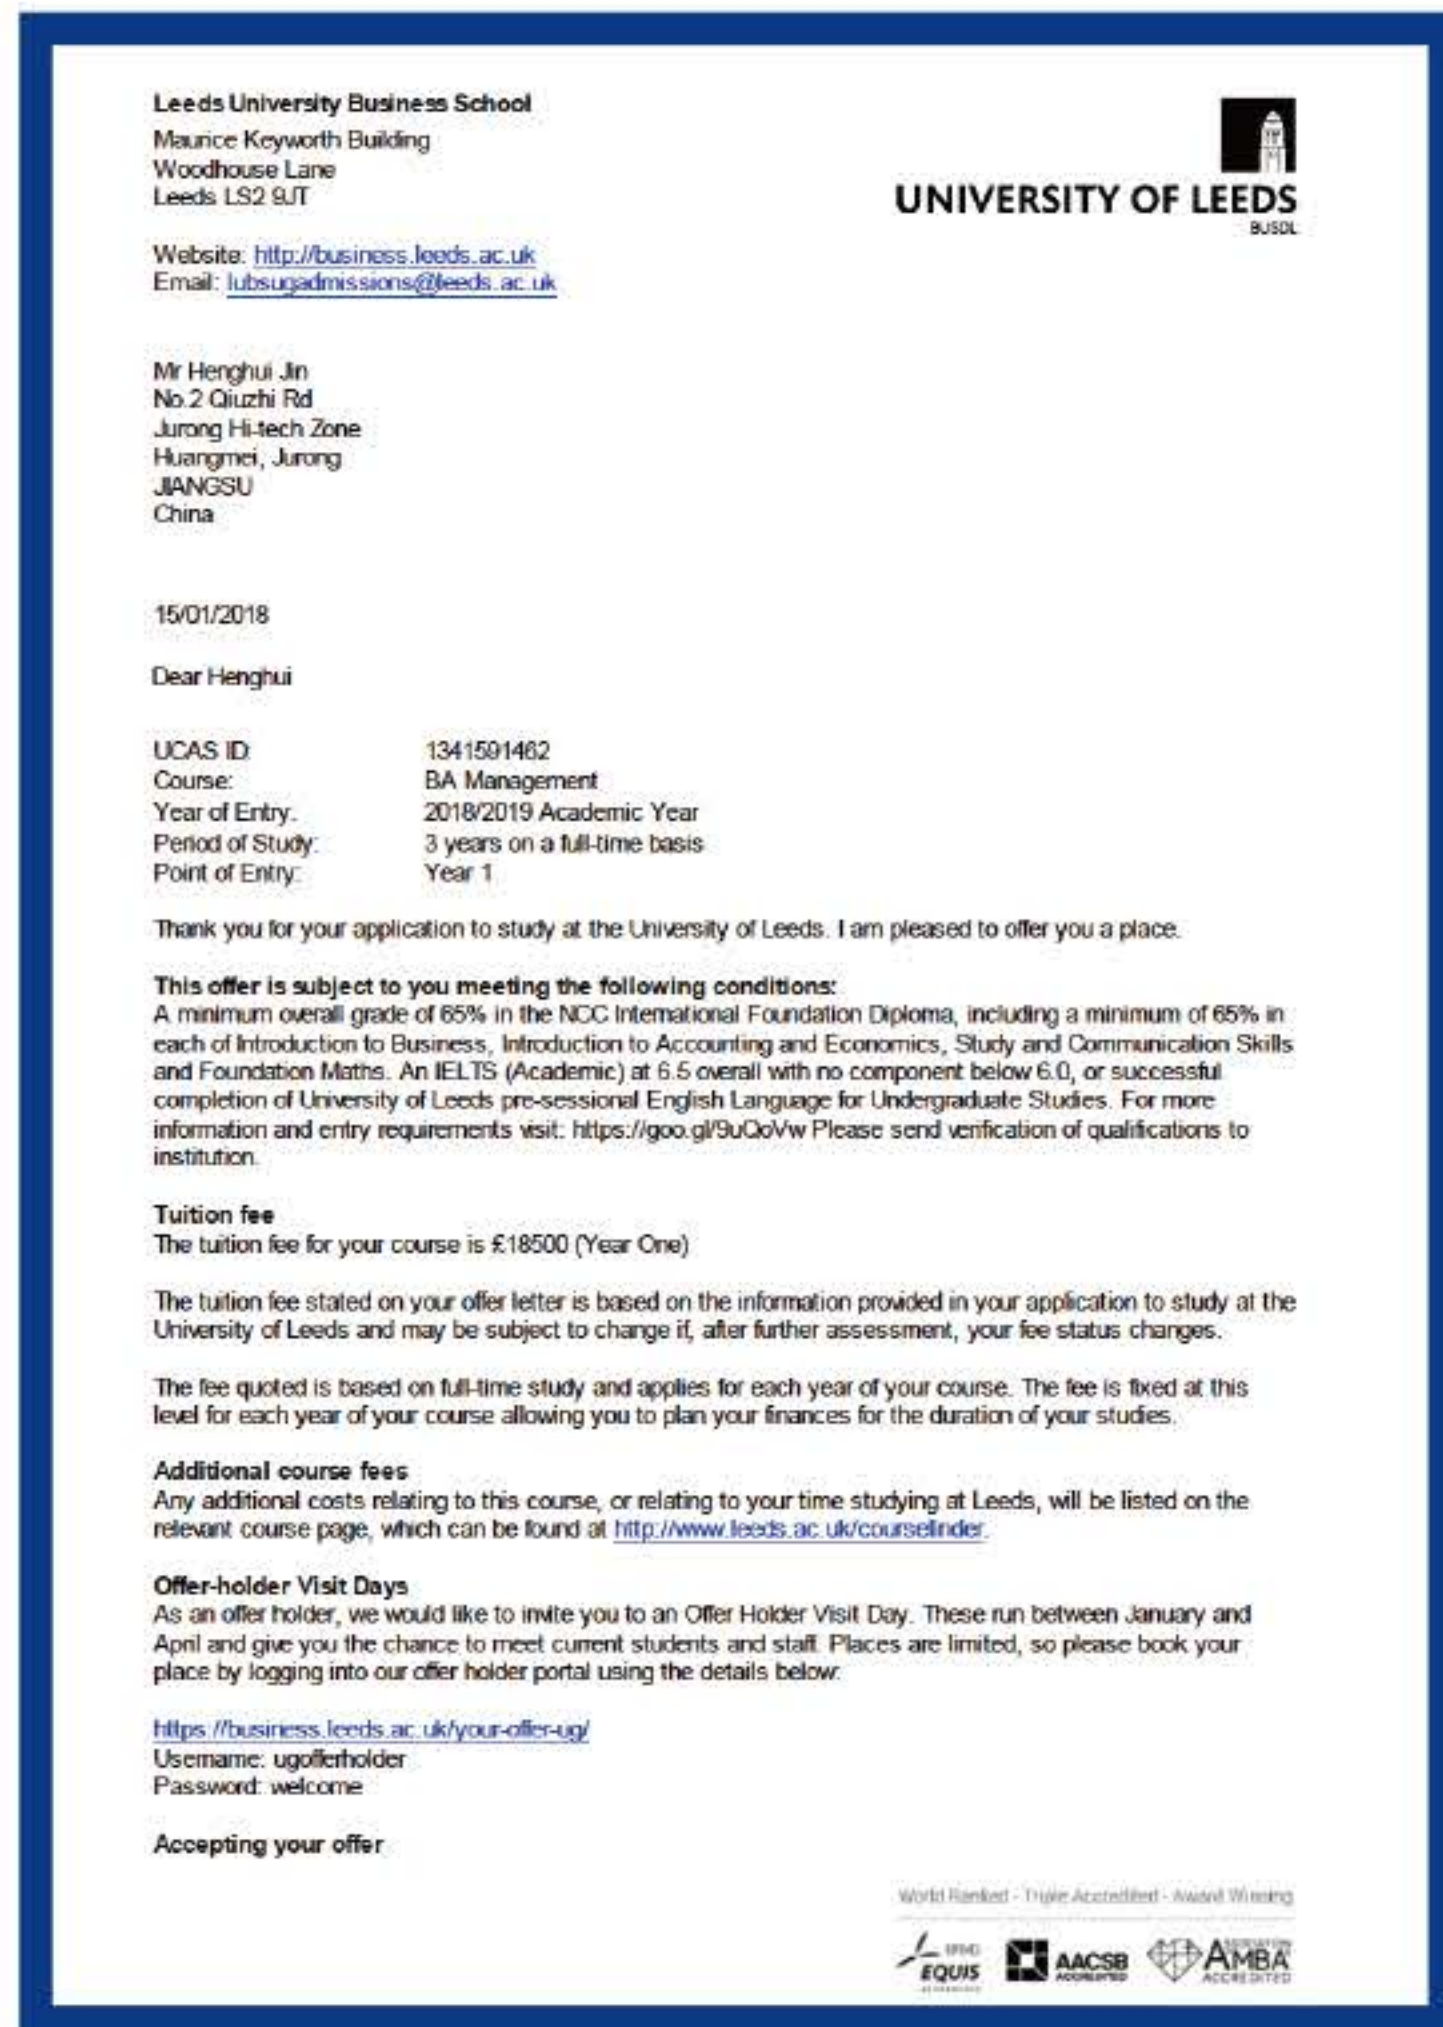 Leeds University Business School
Maurice Keyworth Building
Woodhouse Lane
Leeds LS2 9JT
UNIVERSITY OF LEEDS
Website: http://business.leeds.ac.uk
Email: lubsugadmissions@leeds.ac.uk
Mr Henghui Jin
No.2 Qiuzhi Rd
Jurong Hi-tech Zone
Huangmei, Jurong
JIANGSU
China
15/01/2018
Dear Henghui
UCAS ID: 1341591462
Course: BA Management
Year of Entry: 2018/2019 Academic Year
Period of Study: 3 years on a full-time basis
Point of Entry: Year 1
Thank you for your application to study at the University of Leeds. I am pleased to offer you a place.
This offer is subject to you meeting the following conditions:
A minimum overall grade of 65% in the NCC International Foundation Diploma, including a minimum of 65% in
each of Introduction to Business, Introduction to Accounting and Economics, Study and Communication Skills
and Foundation Maths. An IELTS (Academic) at 6.5 overall with no component below 6.0, or successful
completion of University of Leeds pre-sessional English Language for Undergraduate Studies. For more
information and entry requirements visit: https://goo.gl/9uQoVw Please send verification of qualifications to
institution.
Tuition fee
The tuition fee for your course is £18500 (Year One)
The tuition fee stated on your offer letter is based on the information provided in your application to study at the
University of Leeds and may be subject to change if, after further assessment, your fee status changes.
The fee quoted is based on full-time study and applies for each year of your course. The fee is fixed at this
level for each year of your course allowing you to plan your finances for the duration of your studies.
Additional course fees
Any additional costs relating to this course, or relating to your time studying at Leeds, will be listed on the
relevant course page, which can be found at http://www.leeds.ac.uk/coursefinder.
Offer-holder Visit Days
As an offer holder, we would like to invite you to an Offer Holder Visit Day. These run between January and
April and give you the chance to meet current students and staff. Places are limited, so please book your
place by logging into our offer holder portal using the details below:
https://business.leeds.ac.uk/your-offer-ug/
Username: ugofferholder
Password: welcome
Accepting your offer
World Ranked - Triple Accredited - Award Winning
EFMD
EQUIS
AACSB
ACCREDITED
ASSOCIATION
AMBA
ACCREDITED